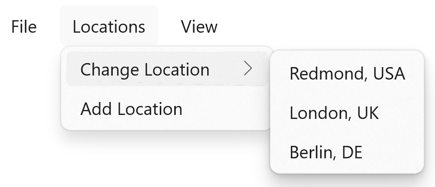 File
Locations
View
Change Location
Add Location
Redmond, USA
London, UK
Berlin, DE